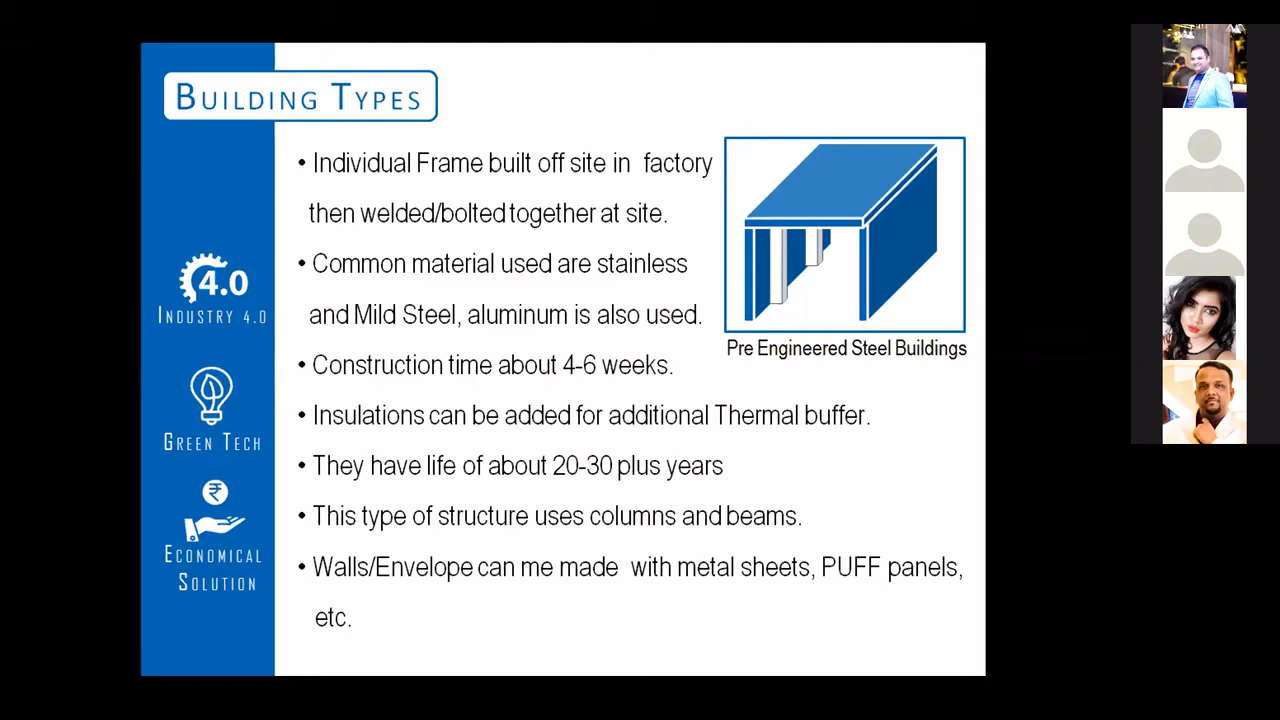 BUILDING TYPES
• Individual Frame built off site in factory
then welded/bolted together at site.
• Common material used are stainless
and Mild Steel, aluminum is also used.
Pre Engineered Steel Buildings
• Construction time about 4-6 weeks.
• Insulations can be added for additional Thermal buffer.
• They have life of about 20-30 plus years
• This type of structure uses columns and beams.
• Walls/Envelope can me made with metal sheets, PUFF panels,
etc.
4.0
INDUSTRY 4.0
GREEN TECH
₹
ECONOMICAL
SOLUTION